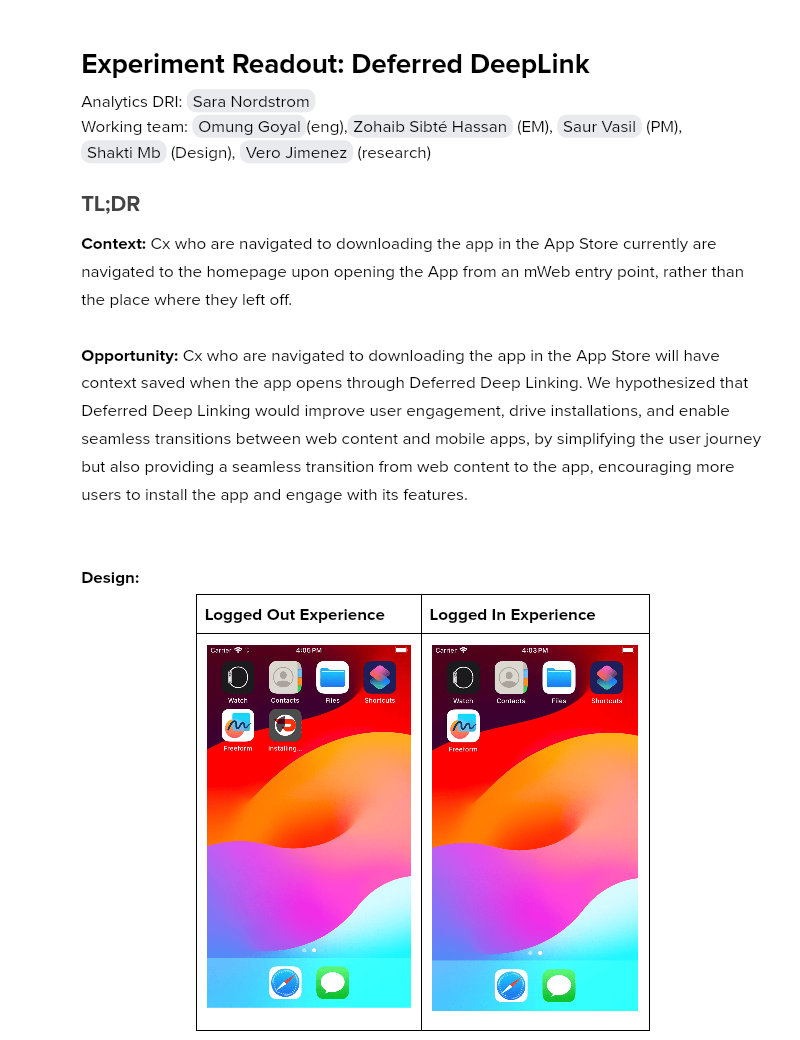 Experiment Readout: Deferred DeepLink
Analytics DRI: Sara Nordstrom
Working team: Omung Goyal (eng), Zohaib Sibté Hassan (EM), Saur Vasil (PM),
Shakti Mb (Design), Vero Jimenez (research)
TL;DR
Context: Cx who are navigated to downloading the app in the App Store currently are
navigated to the homepage upon opening the App from an mWeb entry point, rather than
the place where they left off.
Opportunity: Cx who are navigated to downloading the app in the App Store will have
context saved when the app opens through Deferred Deep Linking. We hypothesized that
Deferred Deep Linking would improve user engagement, drive installations, and enable
seamless transitions between web content and mobile apps, by simplifying the user journey
but also providing a seamless transition from web content to the app, encouraging more
users to install the app and engage with its features.
Design:
Logged Out Experience
Carrier 4:06 PM
Watch Contacts Files Shortcuts
Freeform Installing...
Logged In Experience
Carrier 4:03 PM
Watch Contacts Files Shortcuts
Freeform